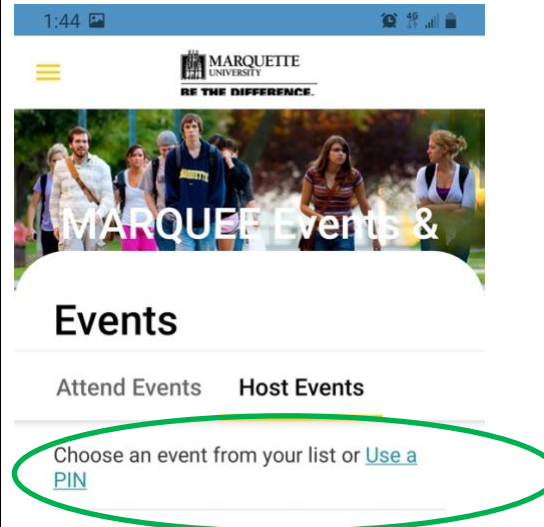 1:44
4G
MARQUETTE
UNIVERSITY
BE THE DIFFERENCE.
MARQUEE Events &
Events
Attend Events Host Events
Choose an event from your list or Use a
PIN